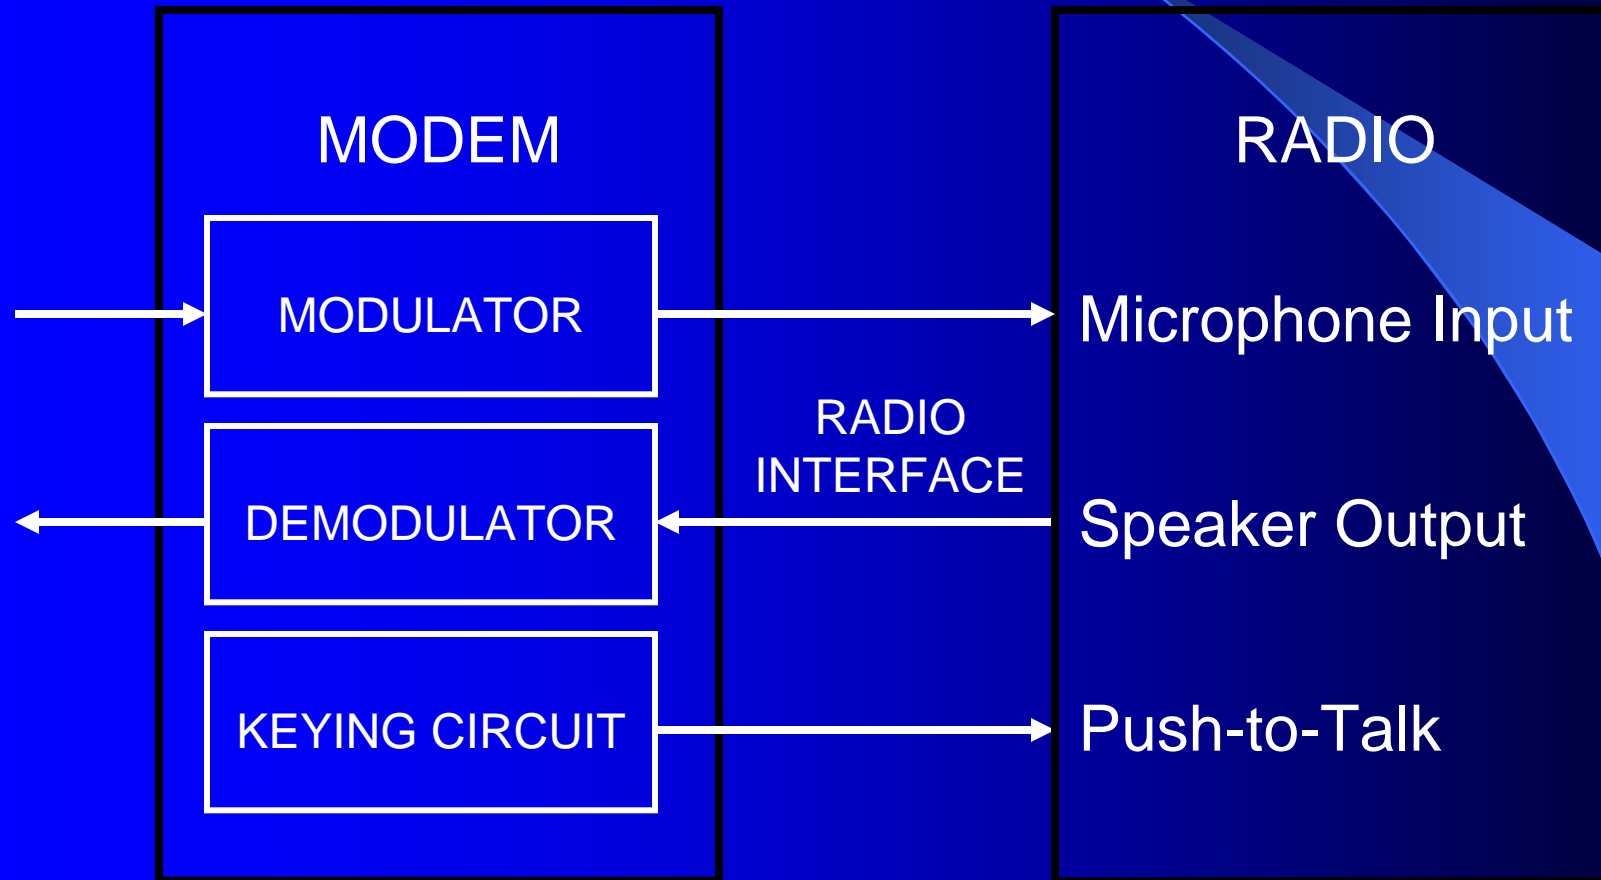 MODEM
RADIO
MODULATOR
Microphone Input
RADIO
INTERFACE
DEMODULATOR
Speaker Output
KEYING CIRCUIT
Push-to-Talk